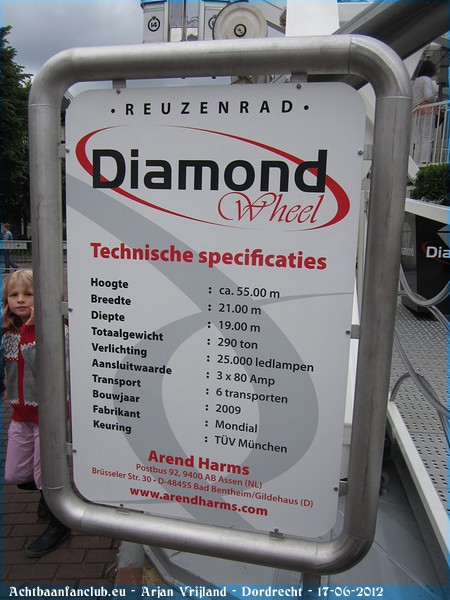 • REUZENRAD •
Diamond
Wheel
Technische specificaties
Hoogte : ca. 55.00 m
Breedte : 21.00 m
Diepte : 19.00 m
Totaalgewicht : 290 ton
Verlichting : 25.000 ledlampen
Aansluitwaarde : 3 x 80 Amp
Transport : 6 transporten
Bouwjaar : 2009
Fabrikant : Mondial
Keuring : TÜV München
Arend Harms
Postbus 92, 9400 AB Assen (NL)
Brüsseler Str. 30 • D-48455 Bad Bentheim/Gildehaus (D)
www.arendharms.com
Dia
Achtbaanfanclub.eu - Arjan Vrijland - Dordrecht - 17-06-2012